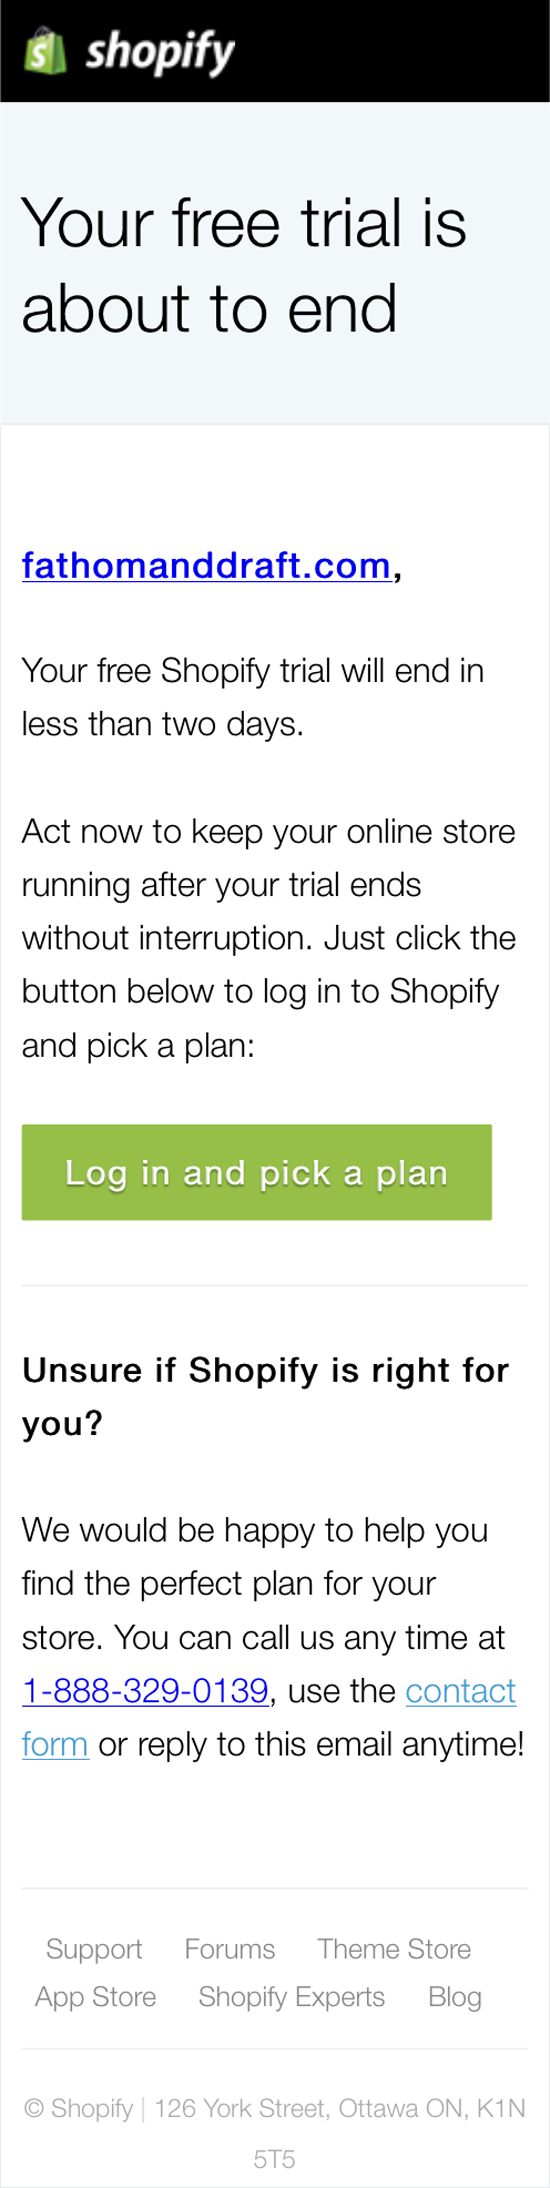 shopify
Your free trial is
about to end
fathomanddraft.com,
Your free Shopify trial will end in
less than two days.
Act now to keep your online store
running after your trial ends
without interruption. Just click the
button below to log in to Shopify
and pick a plan:
Log in and pick a plan
Unsure if Shopify is right for
you?
We would be happy to help you
find the perfect plan for your
store. You can call us any time at
1-888-329-0139, use the contact
form or reply to this email anytime!
Support Forums Theme Store
App Store Shopify Experts Blog
© Shopify | 126 York Street, Ottawa ON, K1N
5T5